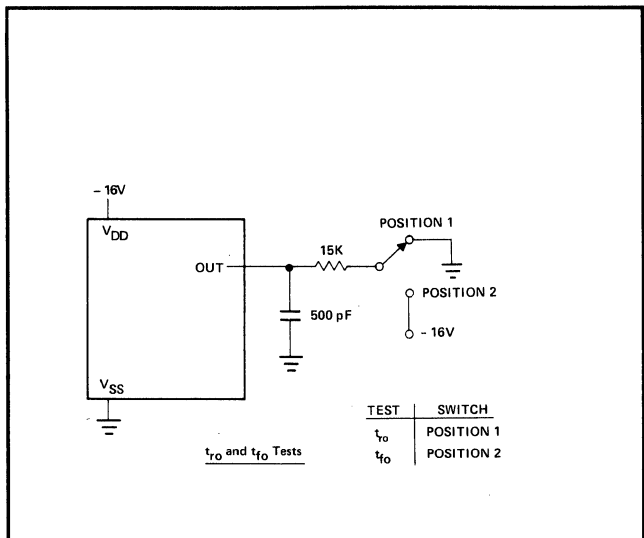 - 16V
V_DD
OUT
15K
POSITION 1
500 pF
POSITION 2
- 16V
V_SS
TEST SWITCH
t_ro POSITION 1
t_fo POSITION 2
t_ro and t_fo Tests